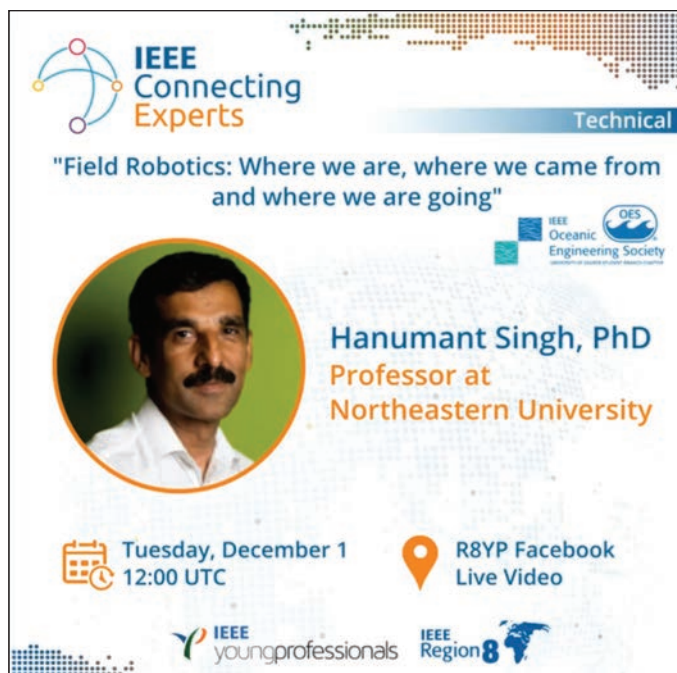 IEEE
Connecting
Experts
Technical
"Field Robotics: Where we are, where we came from
and where we are going"
IEEE
Oceanic
Engineering Society
OES
Hanumant Singh, PhD
Professor at
Northeastern University
Tuesday, December 1
12:00 UTC
R8YP Facebook
Live Video
IEEE
youngprofessionals
IEEE
Region 8